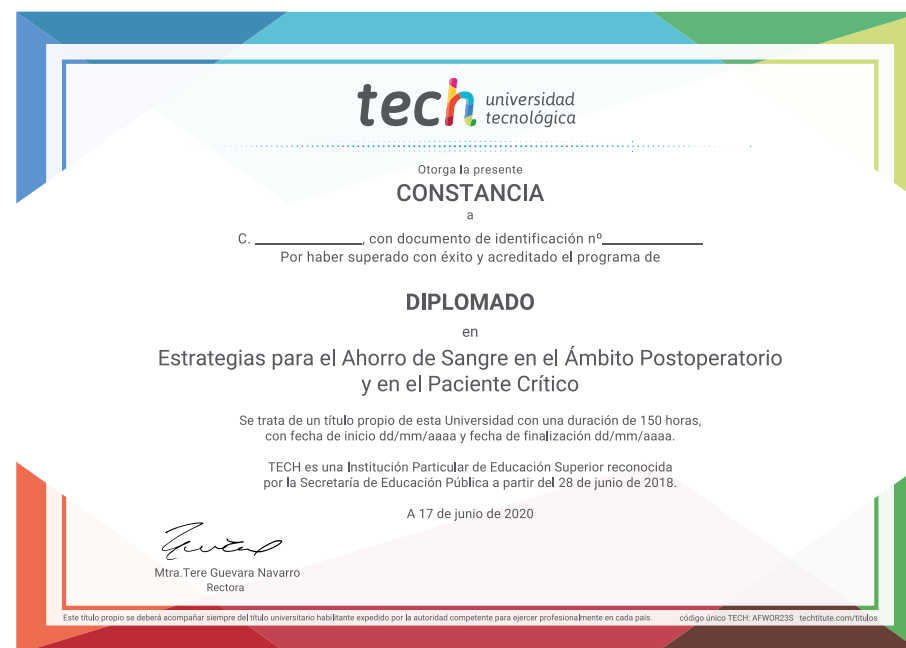 tech universidad
tecnológica
Otorga la presente
CONSTANCIA
a
C. ____________, con documento de identificación nº____________
Por haber superado con éxito y acreditado el programa de
DIPLOMADO
en
Estrategias para el Ahorro de Sangre en el Ámbito Postoperatorio
y en el Paciente Crítico
Se trata de un título propio de esta Universidad con una duración de 150 horas,
con fecha de inicio dd/mm/aaaa y fecha de finalización dd/mm/aaaa.
TECH es una Institución Particular de Educación Superior reconocida
por la Secretaría de Educación Pública a partir del 28 de junio de 2018.
A 17 de junio de 2020
Mtra.Tere Guevara Navarro
Rectora
Este título propio se deberá acompañar siempre del título universitario habilitante expedido por la autoridad competente para ejercer profesionalmente en cada país. código único TECH: AFWOR23S techtitute.com/titulos